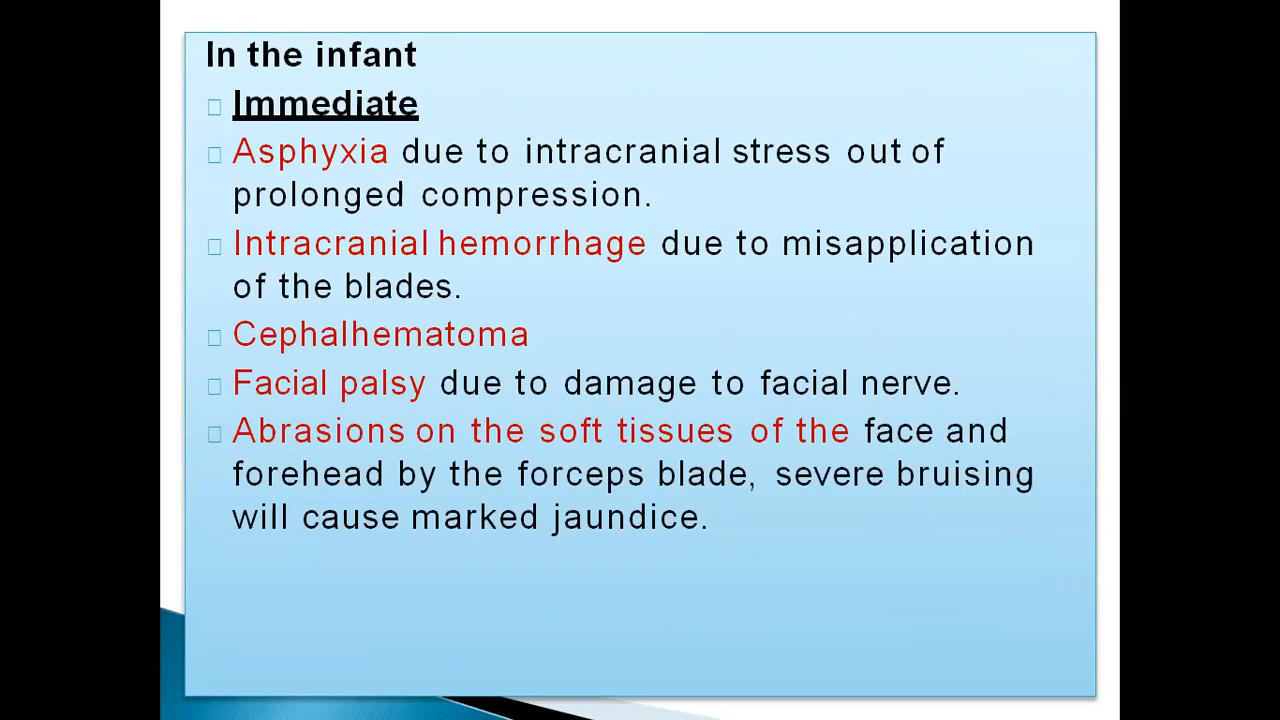 In the infant
Immediate
Asphyxia due to intracranial stress out of
prolonged compression.
Intracranial hemorrhage due to misapplication
of the blades.
Cephalhematoma
Facial palsy due to damage to facial nerve.
Abrasions on the soft tissues of the face and
forehead by the forceps blade, severe bruising
will cause marked jaundice.